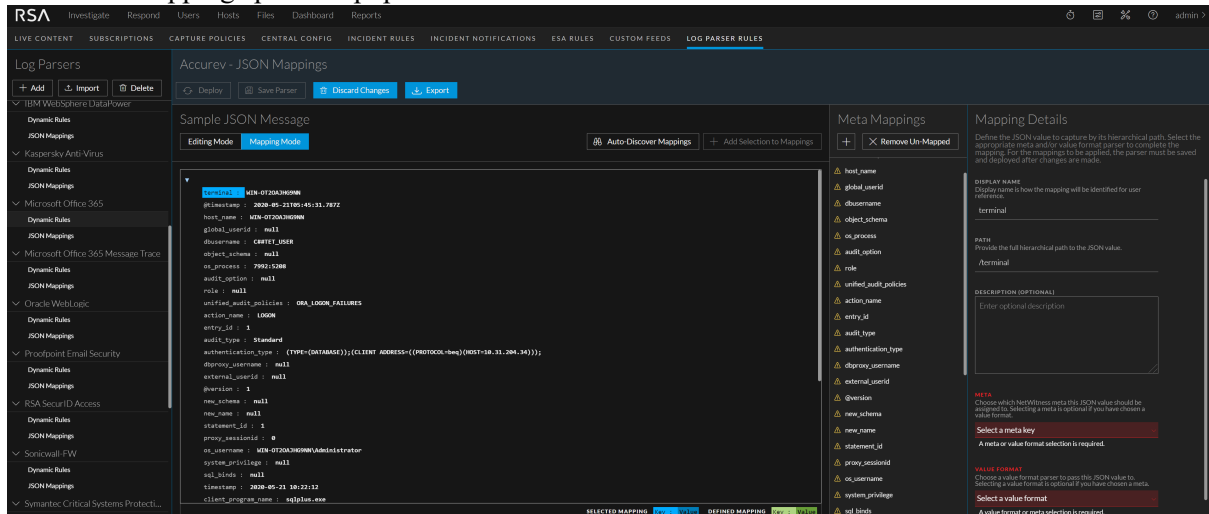 RSA Investigate Respond Users Hosts Files Dashboard Reports admin
LIVE CONTENT SUBSCRIPTIONS CAPTURE POLICIES CENTRAL CONFIG INCIDENT RULES INCIDENT NOTIFICATIONS ESA RULES CUSTOM FEEDS LOG PARSER RULES
Log Parsers
+ Add Import Delete
IBM WebSphere DataPower
Dynamic Rules
JSON Mappings
Kaspersky Anti-Virus
Dynamic Rules
JSON Mappings
Microsoft Office 365
Dynamic Rules
JSON Mappings
Microsoft Office 365 Message Trace
Dynamic Rules
JSON Mappings
Oracle WebLogic
Dynamic Rules
JSON Mappings
Proofpoint Email Security
Dynamic Rules
JSON Mappings
RSA SecurID Access
Dynamic Rules
JSON Mappings
Sonicwall-FW
Dynamic Rules
JSON Mappings
Symantec Critical Systems Protecti...
Accurev - JSON Mappings
Deploy Save Parser Discard Changes Export
Sample JSON Message
Editing Mode Mapping Mode Auto-Discover Mappings + Add Selection to Mappings
terminal : WIN-OT2OAJHG9NN
@timestamp : 2020-05-21T05:45:31.787Z
host_name : WIN-OT2OAJHG9NN
global_userid : null
dbusername : C##TET_USER
object_schema : null
os_process : 7992:5208
audit_option : null
role : null
unified_audit_policies : ORA_LOGON_FAILURES
action_name : LOGON
entry_id : 1
audit_type : Standard
authentication_type : (TYPE=(DATABASE));(CLIENT ADDRESS=((PROTOCOL=beq)(HOST=10.31.204.34)));
dbproxy_username : null
external_userid : null
@version : 1
new_schema : null
new_name : null
statement_id : 1
proxy_sessionid : 0
os_username : WIN-OT2OAJHG9NN\Administrator
system_privilege : null
sql_binds : null
timestamp : 2020-05-21 10:22:12
client_program_name : sqlplus.exe
SELECTED MAPPING Key : Value DEFINED MAPPING Key : Value
Meta Mappings
+ Remove Un-Mapped
host_name
global_userid
dbusername
object_schema
os_process
audit_option
role
unified_audit_policies
action_name
entry_id
audit_type
authentication_type
dbproxy_username
external_userid
@version
new_schema
new_name
statement_id
proxy_sessionid
os_username
system_privilege
sql_binds
Mapping Details
Define the JSON value to capture by its hierarchical path. Select the
appropriate meta and/or value format parser to complete the
mapping. For the mappings to be applied, the parser must be saved
and deployed after changes are made.
DISPLAY NAME
Display name is how the mapping will be identified for user
reference.
terminal
PATH
Provide the full hierarchical path to the JSON value.
/terminal
DESCRIPTION (OPTIONAL)
Enter optional description
META
Choose which NetWitness meta this JSON value should be
assigned to. Selecting a meta is optional if you have chosen a
value format.
Select a meta key
A meta or value format selection is required.
VALUE FORMAT
Choose a value format parser to pass this JSON value to.
Selecting a value format is optional if you have chosen a meta.
Select a value format
A value format or meta selection is required.